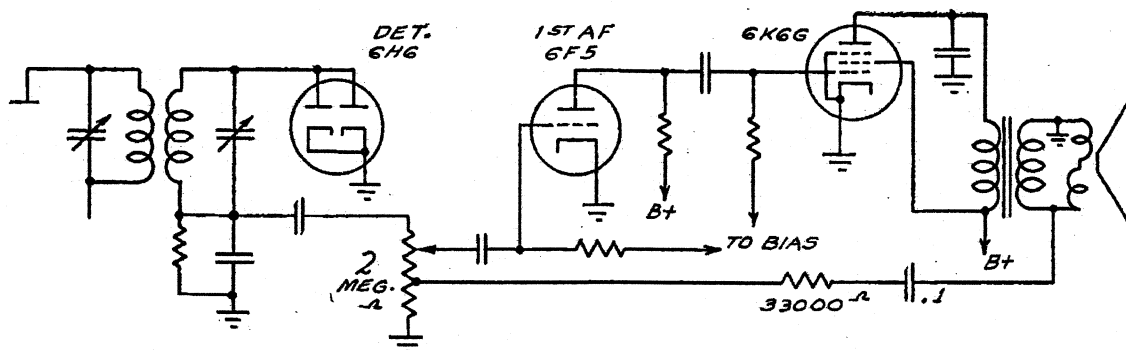 DET.
6H6
1ST AF
6F5
6K6G
B+
TO BIAS
B+
2
MEG.
Ω
33000 Ω
.1